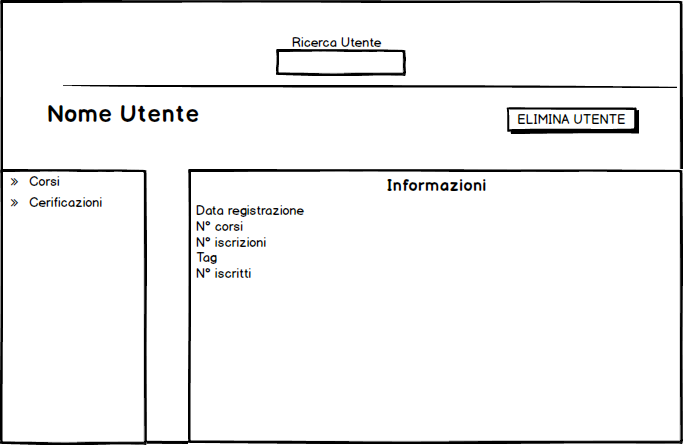 Ricerca Utente
Nome Utente
ELIMINA UTENTE
Corsi
Cerificazioni
Informazioni
Data registrazione
N° corsi
N° iscrizioni
Tag
N° iscritti